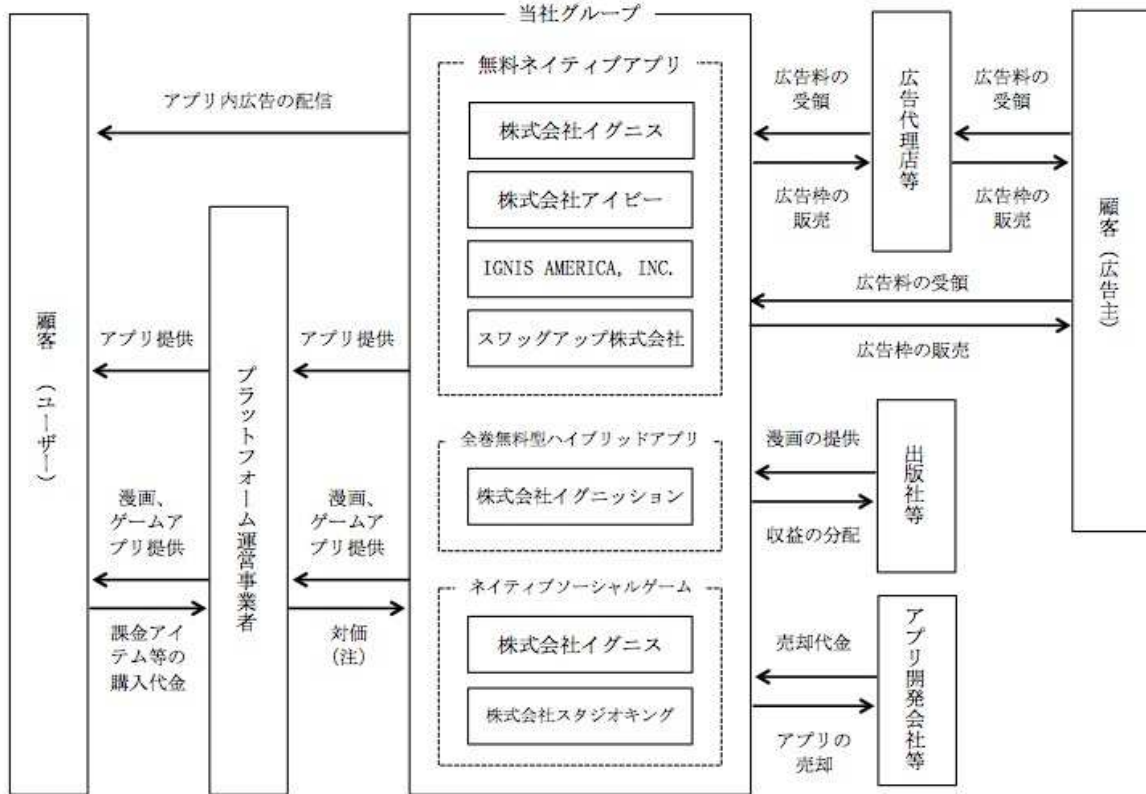 当社グループ
無料ネイティブアプリ
株式会社イグニス
株式会社アイビー
IGNIS AMERICA, INC.
スワッグアップ株式会社
全巻無料型ハイブリッドアプリ
株式会社イグニッション
ネイティブソーシャルゲーム
株式会社イグニス
株式会社スタジオキング
顧客（ユーザー）
アプリ内広告の配信
アプリ提供
アプリ提供
プラットフォーム運営事業者
漫画、
ゲームア
プリ提供
漫画、
ゲームア
プリ提供
課金アイ
テム等の
購入代金
対価
(注)
広告料の
受領
広告料の
受領
広告代理店等
広告枠の
販売
広告枠の
販売
顧客（広告主）
広告料の受領
広告枠の販売
漫画の提供
収益の分配
出版社等
売却代金
アプリの
売却
アプリ開発会社等